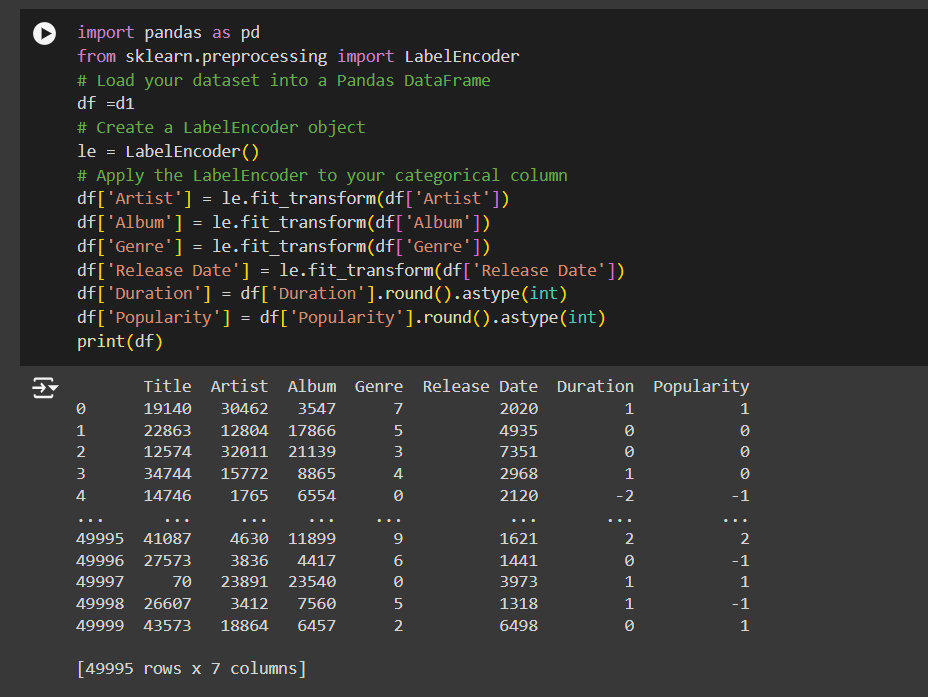 import pandas as pd
from sklearn.preprocessing import LabelEncoder
# Load your dataset into a Pandas DataFrame
df =d1
# Create a LabelEncoder object
le = LabelEncoder()
# Apply the LabelEncoder to your categorical column
df['Artist'] = le.fit_transform(df['Artist'])
df['Album'] = le.fit_transform(df['Album'])
df['Genre'] = le.fit_transform(df['Genre'])
df['Release Date'] = le.fit_transform(df['Release Date'])
df['Duration'] = df['Duration'].round().astype(int)
df['Popularity'] = df['Popularity'].round().astype(int)
print(df)
Title Artist Album Genre Release Date Duration Popularity
0 19140 30462 3547 7 2020 1 1
1 22863 12804 17866 5 4935 0 0
2 12574 32011 21139 3 7351 0 0
3 34744 15772 8865 4 2968 1 0
4 14746 1765 6554 0 2120 -2 -1
... ... ... ... ... ... ... ...
49995 41087 4630 11899 9 1621 2 2
49996 27573 3836 4417 6 1441 0 -1
49997 70 23891 23540 0 3973 1 1
49998 26607 3412 7560 5 1318 1 -1
49999 43573 18864 6457 2 6498 0 1
[49995 rows x 7 columns]